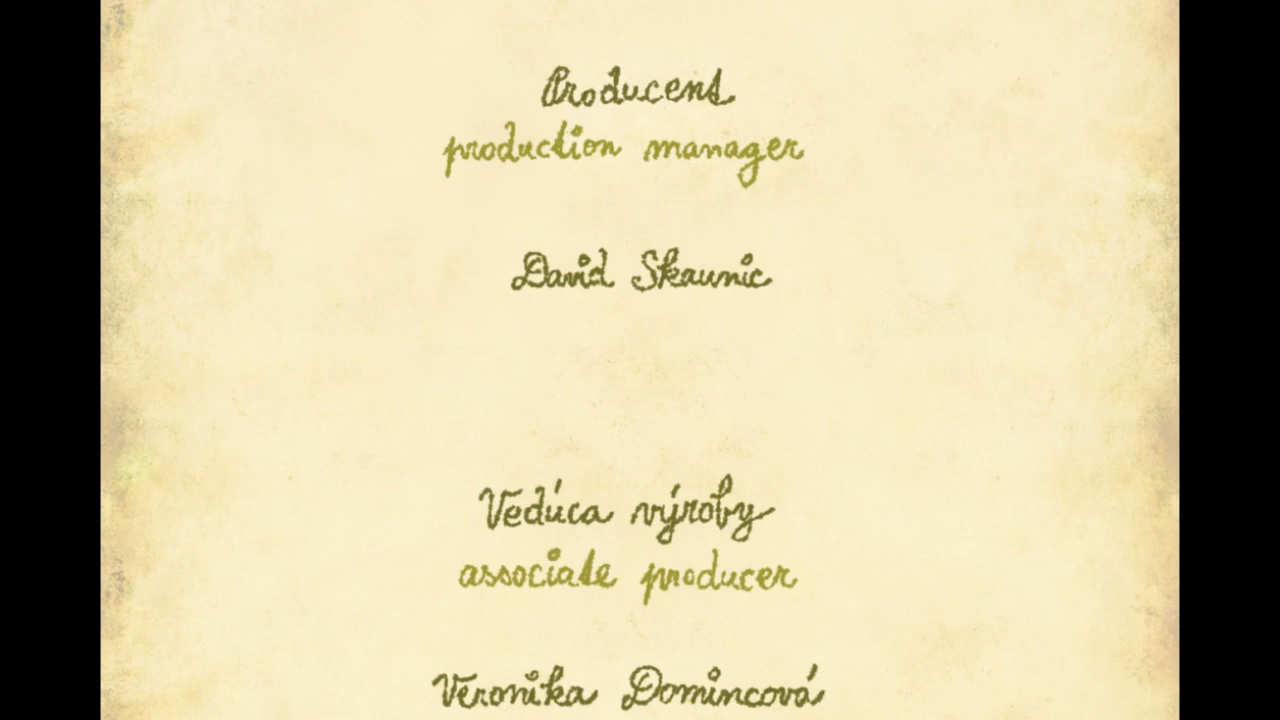 Producent
production manager
David Skaunic
Vedúca výroby
associate producer
Veronika Domincová